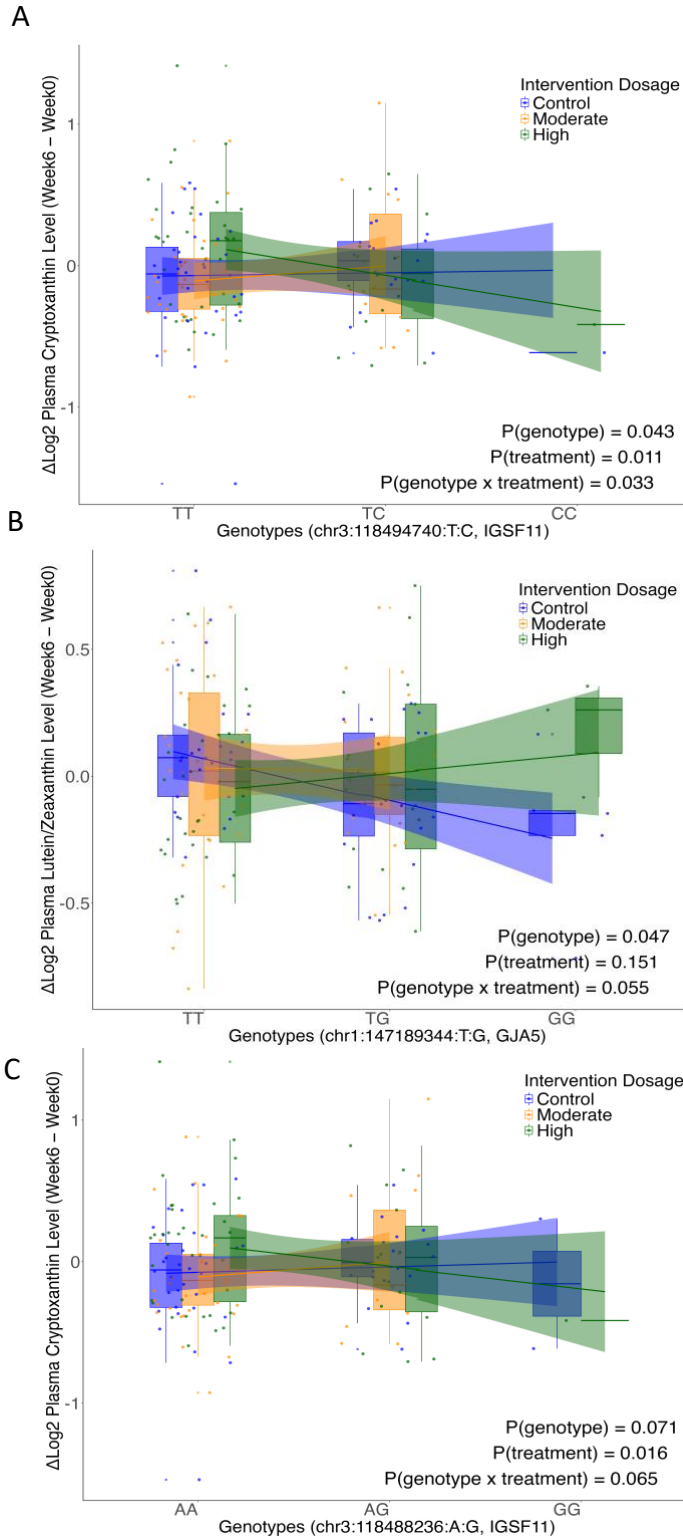 A
ΔLog2 Plasma Cryptoxanthin Level (Week6 – Week0)
Intervention Dosage
Control
Moderate
High
1
0
-1
P(genotype) = 0.043
P(treatment) = 0.011
P(genotype x treatment) = 0.033
TT TC CC
Genotypes (chr3:118494740:T:C, IGSF11)
B
ΔLog2 Plasma Lutein/Zeaxanthin Level (Week6 – Week0)
Intervention Dosage
Control
Moderate
High
0.5
0.0
-0.5
P(genotype) = 0.047
P(treatment) = 0.151
P(genotype x treatment) = 0.055
TT TG GG
Genotypes (chr1:147189344:T:G, GJA5)
C
ΔLog2 Plasma Cryptoxanthin Level (Week6 – Week0)
Intervention Dosage
Control
Moderate
High
1
0
-1
P(genotype) = 0.071
P(treatment) = 0.016
P(genotype x treatment) = 0.065
AA AG GG
Genotypes (chr3:118488236:A:G, IGSF11)